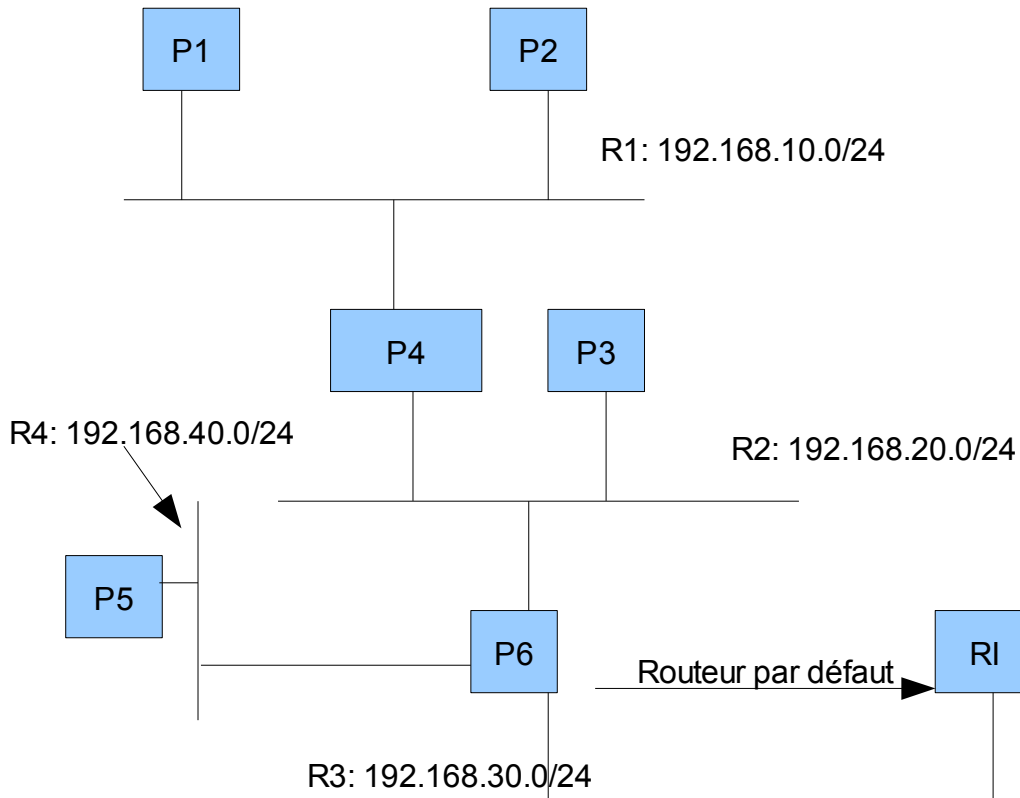 P1
P2
R1: 192.168.10.0/24
P4
P3
R4: 192.168.40.0/24
R2: 192.168.20.0/24
P5
P6
Routeur par défaut
RI
R3: 192.168.30.0/24